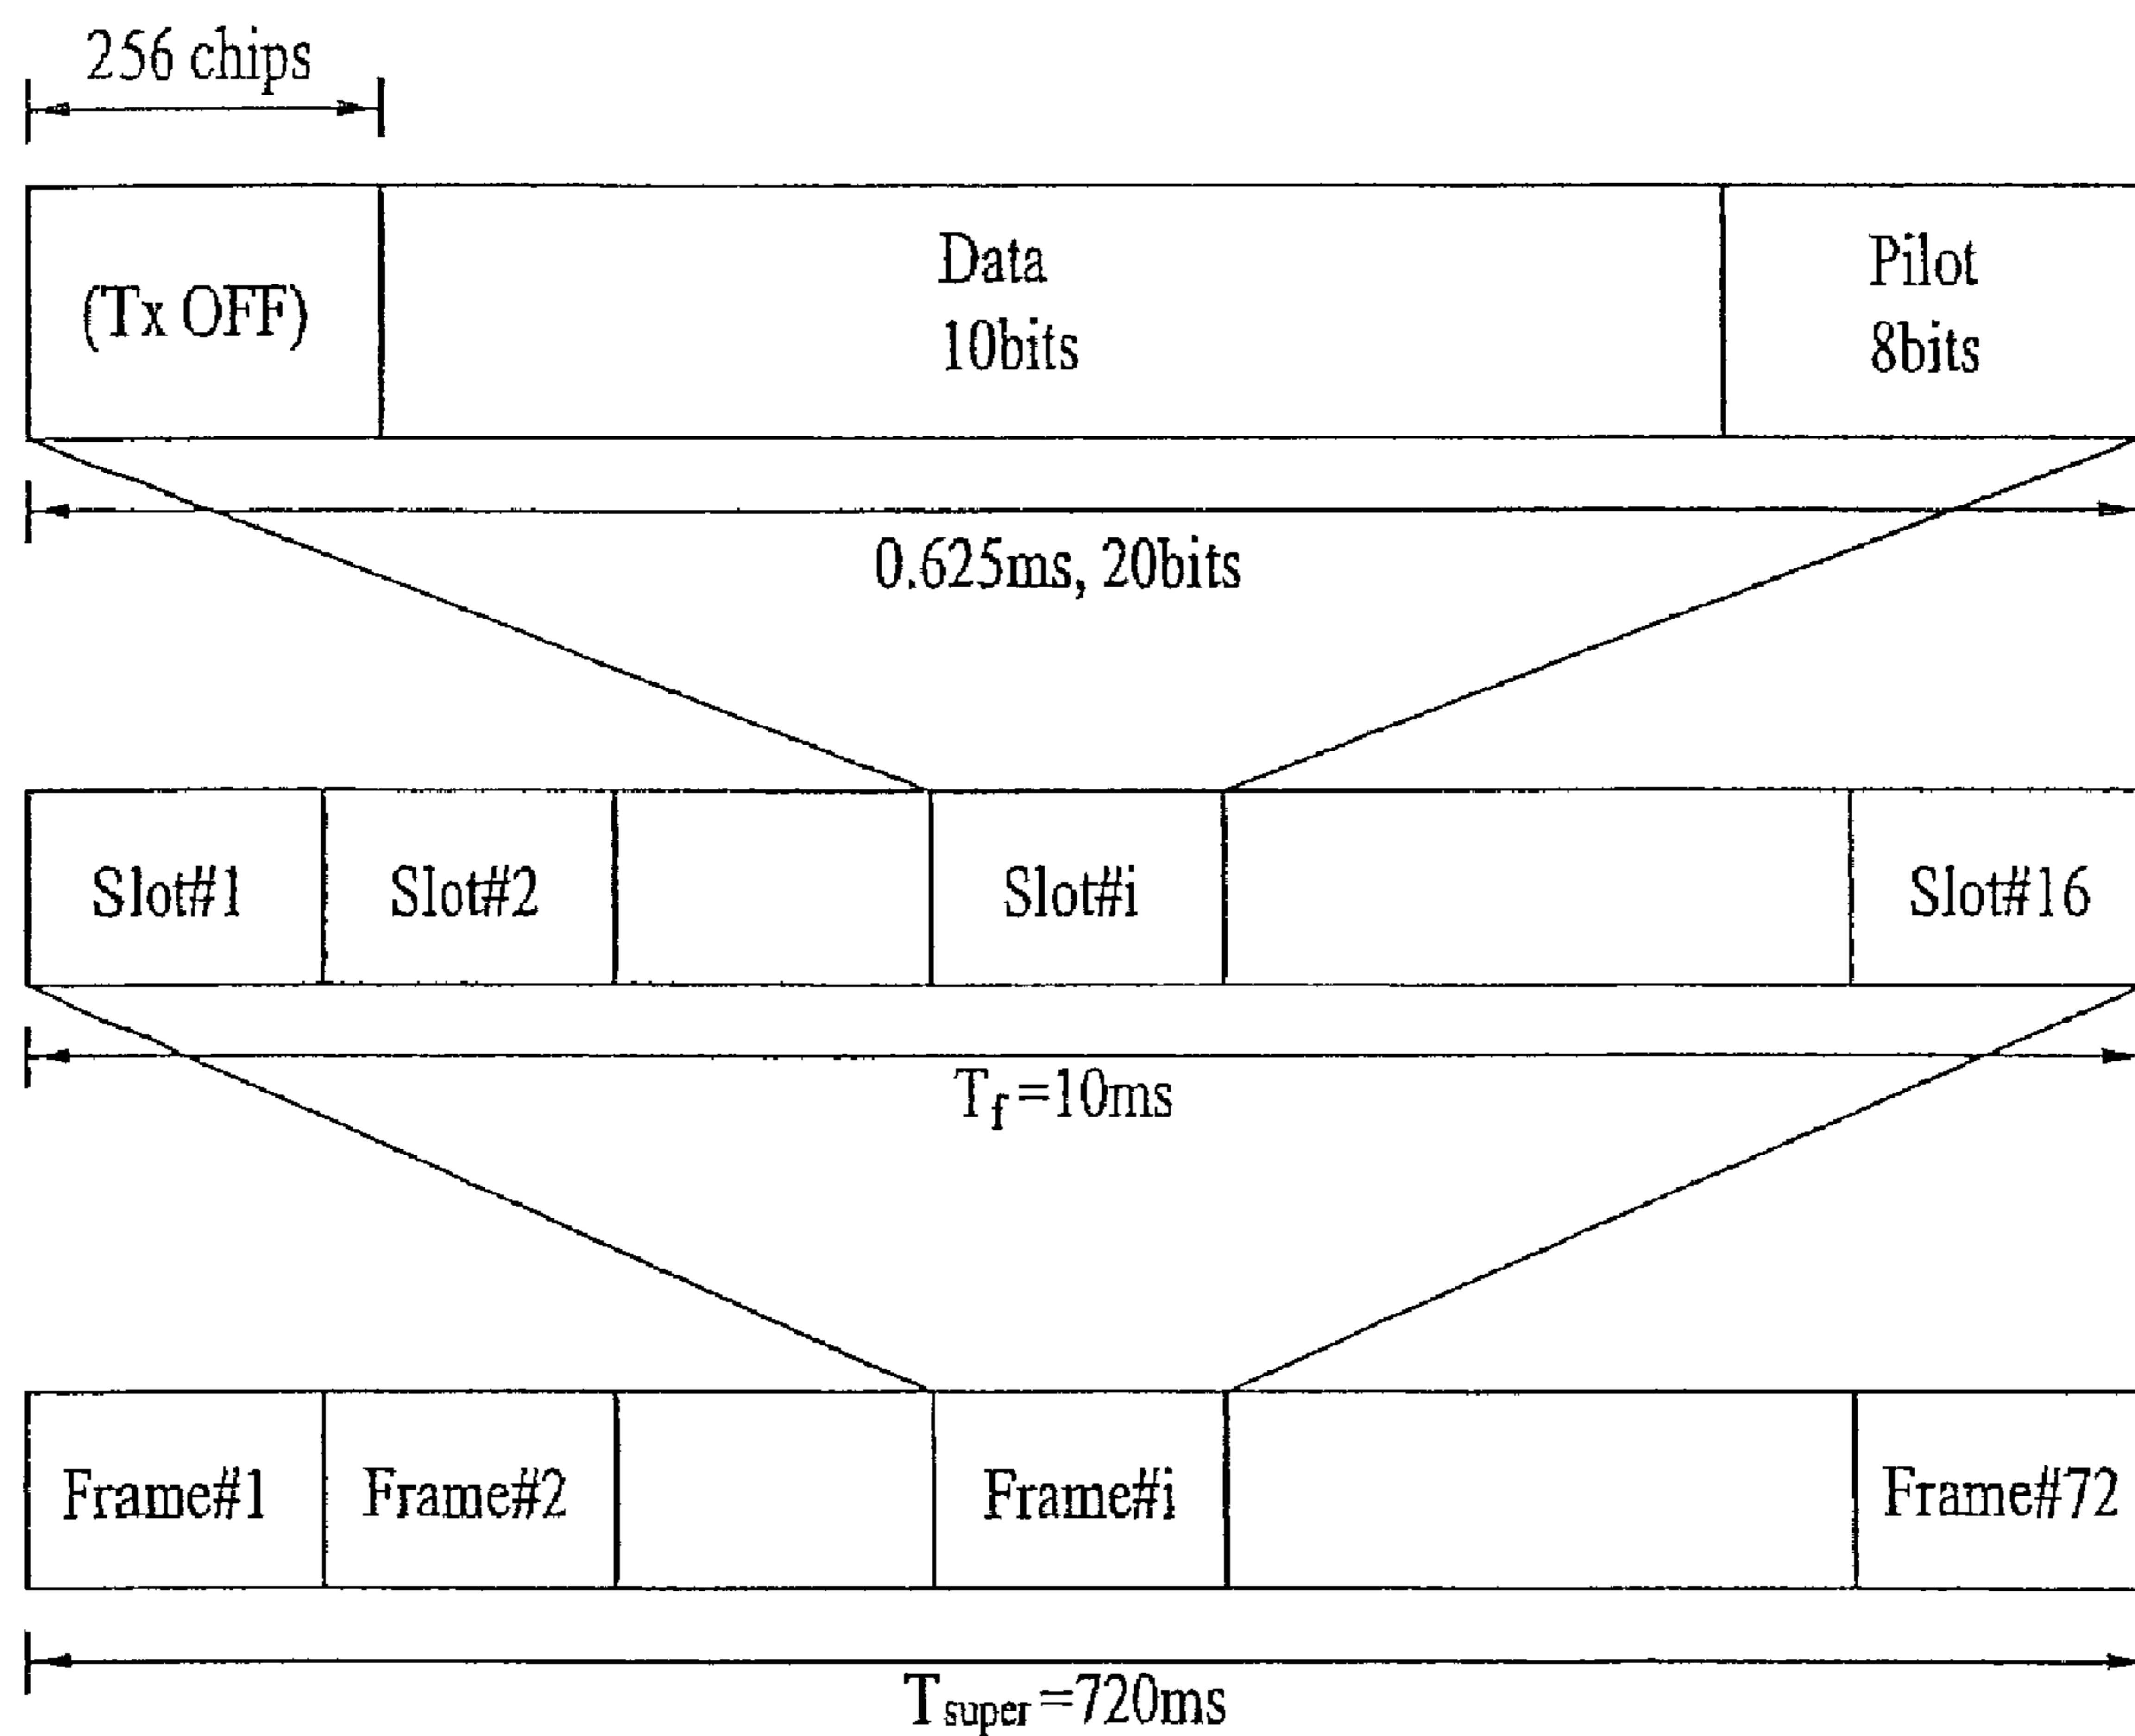 256 chips
(Tx OFF)
Data
10bits
Pilot
8bits
0.625ms, 20bits
Slot#1
Slot#2
Slot#i
Slot#16
Tf=10ms
Frame#1
Frame#2
Frame#i
Frame#72
Tsuper=720ms